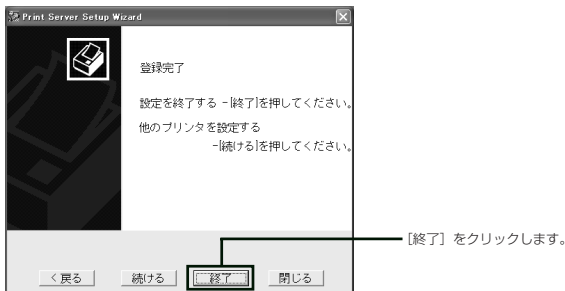 Print Server Setup Wizard
登録完了
設定を終了する -[終了]を押してください。
他のプリンタを設定する
-[続ける]を押してください。
[終了] をクリックします。
< 戻る
続ける
終了
閉じる